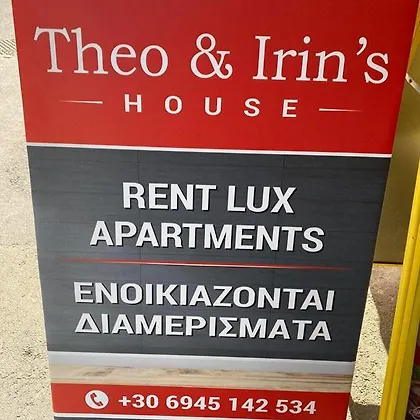 Theo & Irin's
HOUSE
RENT LUX
APARTMENTS
ΕΝΟΙΚΙΑΖΟΝΤΑΙ
ΔΙΑΜΕΡΙΣΜΑΤΑ
+30 6945 142 534